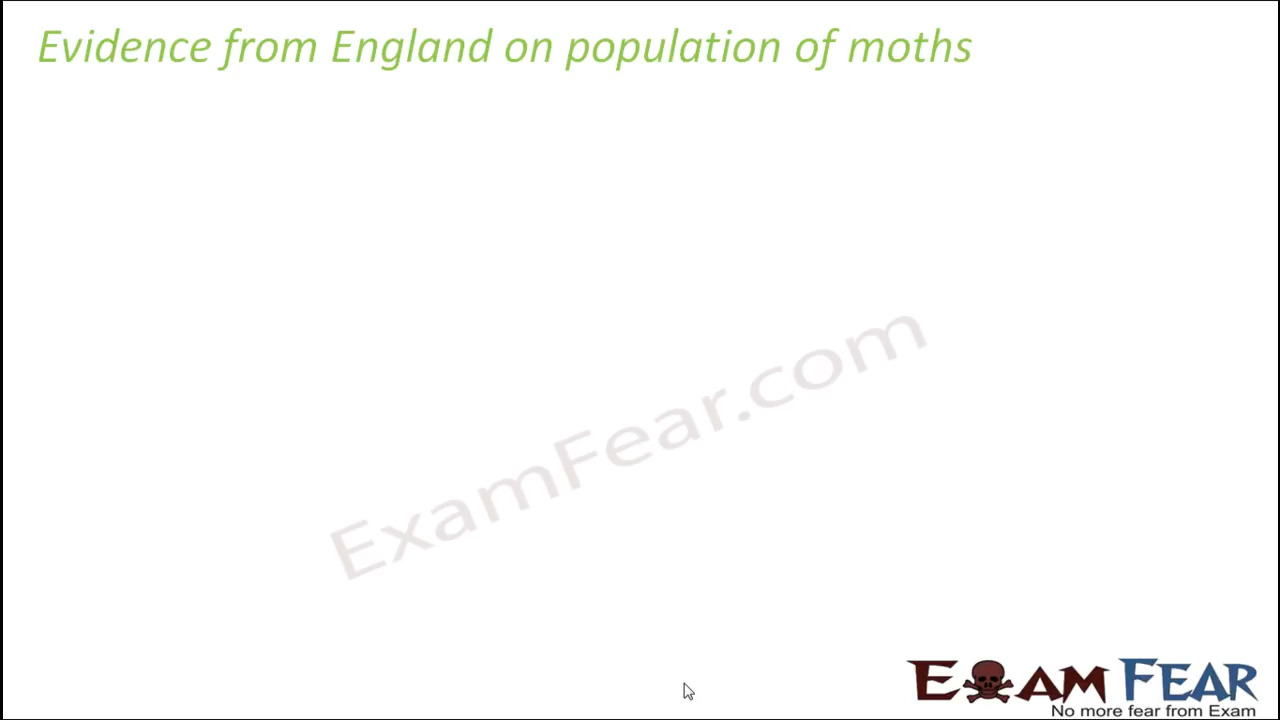 Evidence from England on population of moths
ExamFear.com
EXAM FEAR
No more fear from Exam